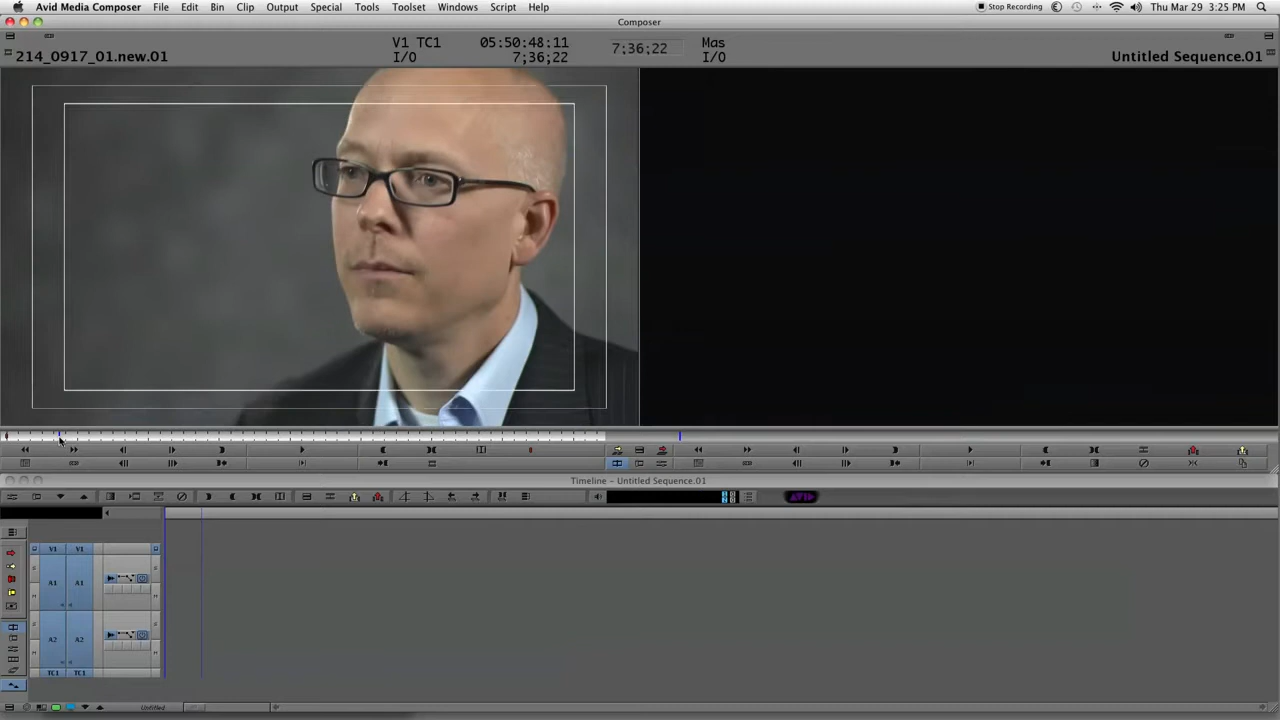 Avid Media Composer File Edit Bin Clip Output Special Tools Toolset Windows Script Help Stop Recording Thu Mar 29 3:25 PM
Composer
V1 TC1 05:50:48:11 7;36;22 Mas
214_0917_01.new.01 I/O 7;36;22 I/O Untitled Sequence.01
Timeline - Untitled Sequence.01
AVID
V1 V1
A1 A1
A2 A2
TC1 TC1
Untitled